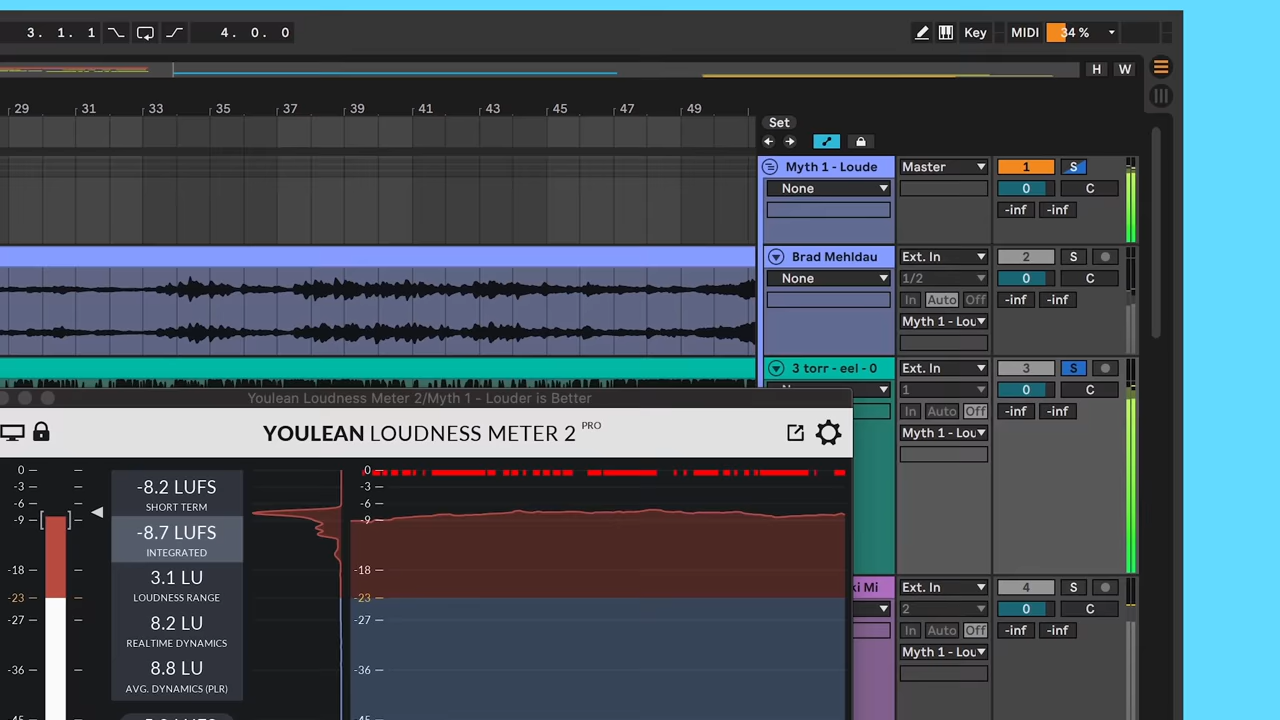 3. 1. 1 4. 0. 0 Key MIDI 34 %
H W
29 31 33 35 37 39 41 43 45 47 49
Set
Myth 1 - Loude Master 1 S
None 0 C
-inf -inf
Brad Mehldau Ext. In 2 S
None 1/2 0 C
In Auto Off -inf -inf
Myth 1 - Lou
3 torr - eel - 0 Ext. In 3 S
1 0 C
Youlean Loudness Meter 2/Myth 1 - Louder is Better
In Auto Off -inf -inf
YOULEAN LOUDNESS METER 2 PRO
Myth 1 - Lou
0 0
-3 -3
-8.2 LUFS
SHORT TERM
-6 -6
-9 -9
-8.7 LUFS
INTEGRATED
-18 -18
3.1 LU
LOUDNESS RANGE
ki Mi Ext. In 4 S
-23 -23
2 0 C
-27 -27
8.2 LU
REALTIME DYNAMICS
In Auto Off -inf -inf
Myth 1 - Lou
-36 -36
8.8 LU
AVG. DYNAMICS (PLR)